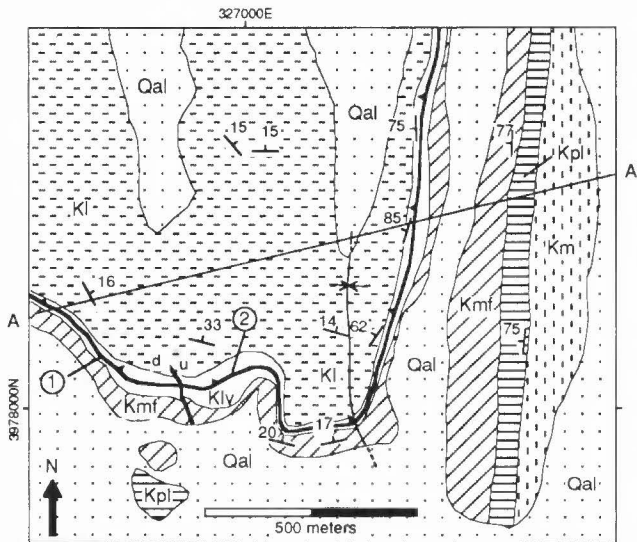 327000E
Qal
Qal
15
15
75
77
Kpl
A
Kl
85
Km
16
Kmf
14
62
33
2
A
d
u
Kl
75
Qal
1
Klv
3978000N
Kmf
17
20
Qal
Kpl
Qal
N
500 meters